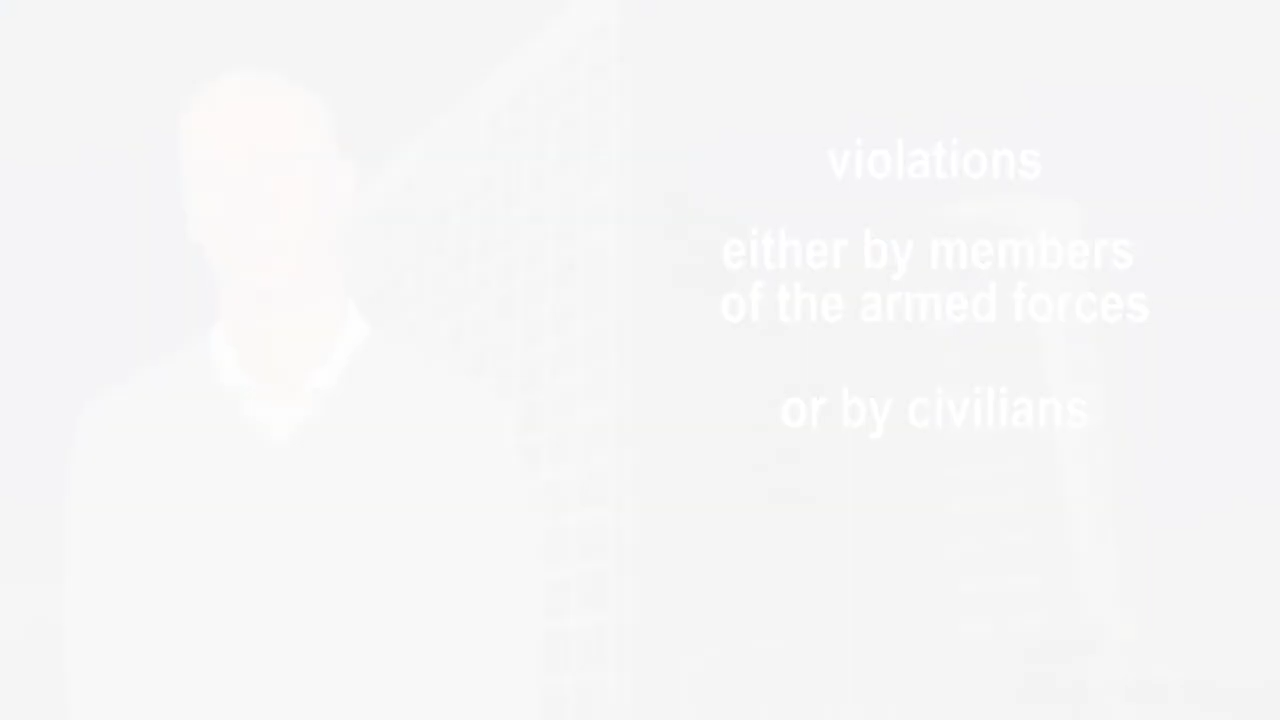 violations
either by members
of the armed forces
or by civilians